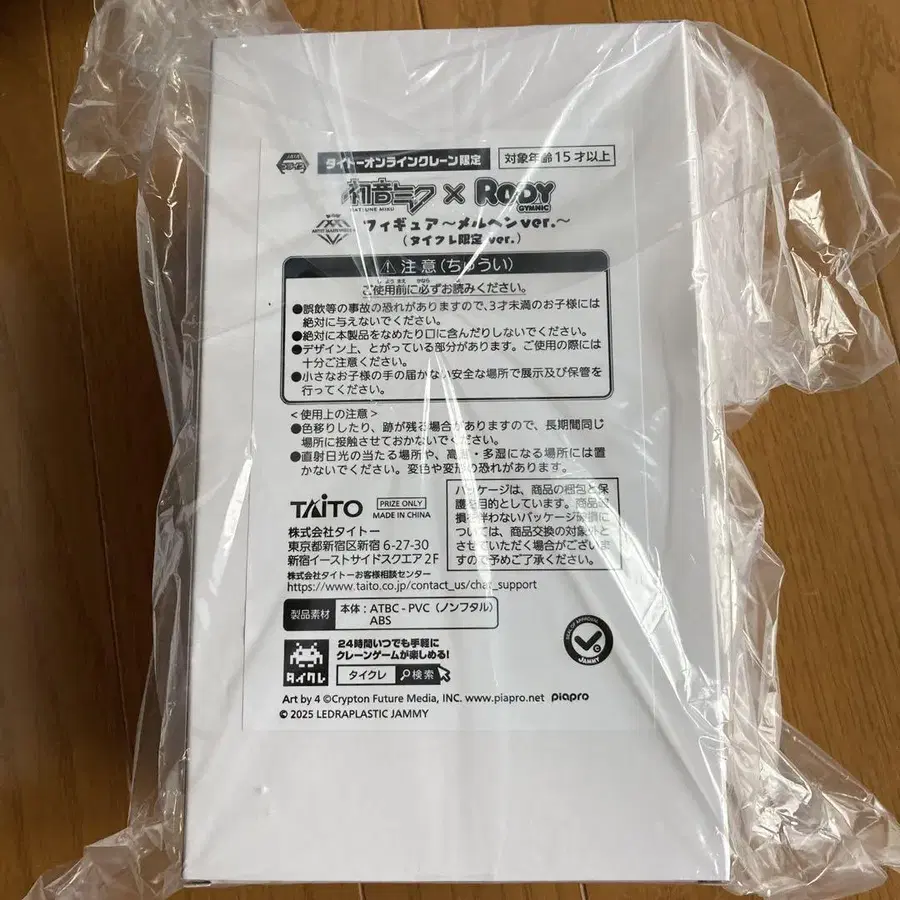 タイトーオンラインクレーン限定 対象年齢15才以上
初音ミク × RODY
HATSUNE MIKU GYMNIC
フィギュア～メルヘンver.～
(タイクレ限定ver.)
注意(ちゅうい)
ご使用前に必ずお読みください。
●誤飲等の事故の恐れがありますので、3才未満のお子様には
絶対に与えないでください。
●絶対に本製品をなめたり口に含んだりしないでください。
●デザイン上、とがっている部分があります。ご使用の際には
十分ご注意ください。
●小さなお子様の手の届かない安全な場所で展示及び保管を
行ってください。
<使用上の注意>
●色移りしたり、跡が残る場合がありますので、長期間同じ
場所に接触させておかないでください。
●直射日光の当たる場所や、高温・多湿になる場所には置
かないでください。変色や変形の恐れがあります。
TAITO PRIZE ONLY
MADE IN CHINA
株式会社タイトー
東京都新宿区新宿6-27-30
新宿イーストサイドスクエア2F
株式会社タイトーお客様相談センター
https://www.taito.co.jp/contact_us/chat_support
パッケージは、商品の梱包と保
護を目的としています。商品破
損を伴わないパッケージ破損に
ついては、商品交換の対象外と
させていただく場合がございま
すので予めご了承ください。
製品素材 本体:ATBC-PVC(ノンフタル)
ABS
SEAL OF APPROVAL
JAMMY
24時間いつでも手軽に
クレーンゲームが楽しめる!
タイクレ タイクレ 検索
Art by 4 ©Crypton Future Media, INC. www.piapro.net piapro
© 2025 LEDRAPLASTIC JAMMY